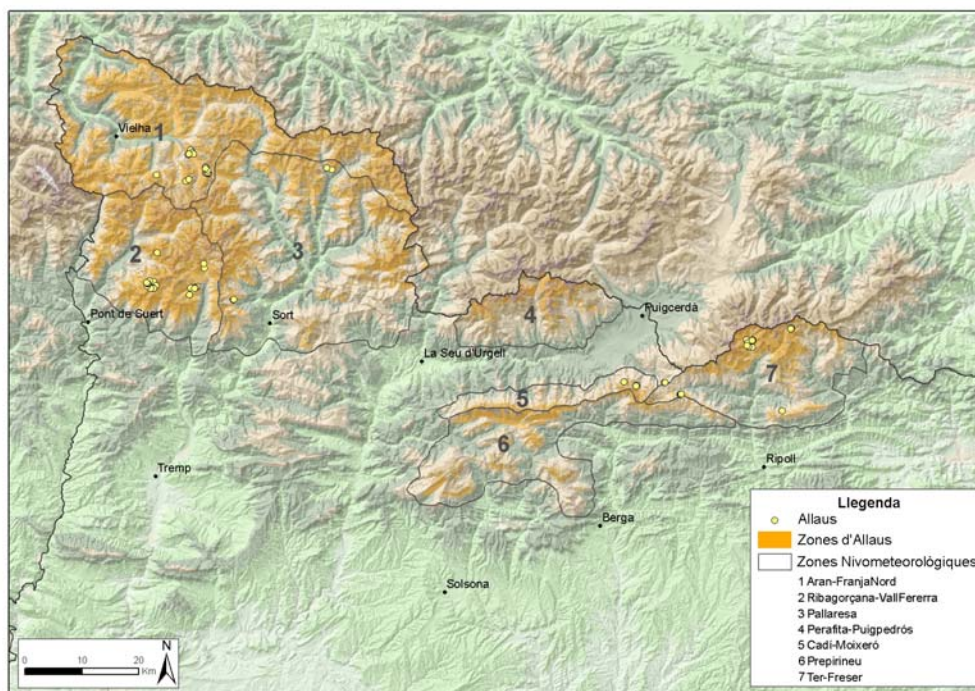 Vielha
1
2
3
Pont de Suert
Sort
4
Puigcerdà
La Seu d'Urgell
5
7
6
Tremp
Ripoll
Berga
Solsona
0 10 20
Km
N
Llegenda
Allaus
Zones d'Allaus
Zones Nivometeorològiques
1 Aran-FranjaNord
2 Ribagorçana-VallFererra
3 Pallaresa
4 Perafita-Puigpedrós
5 Cadí-Moixeró
6 Prepirineu
7 Ter-Freser